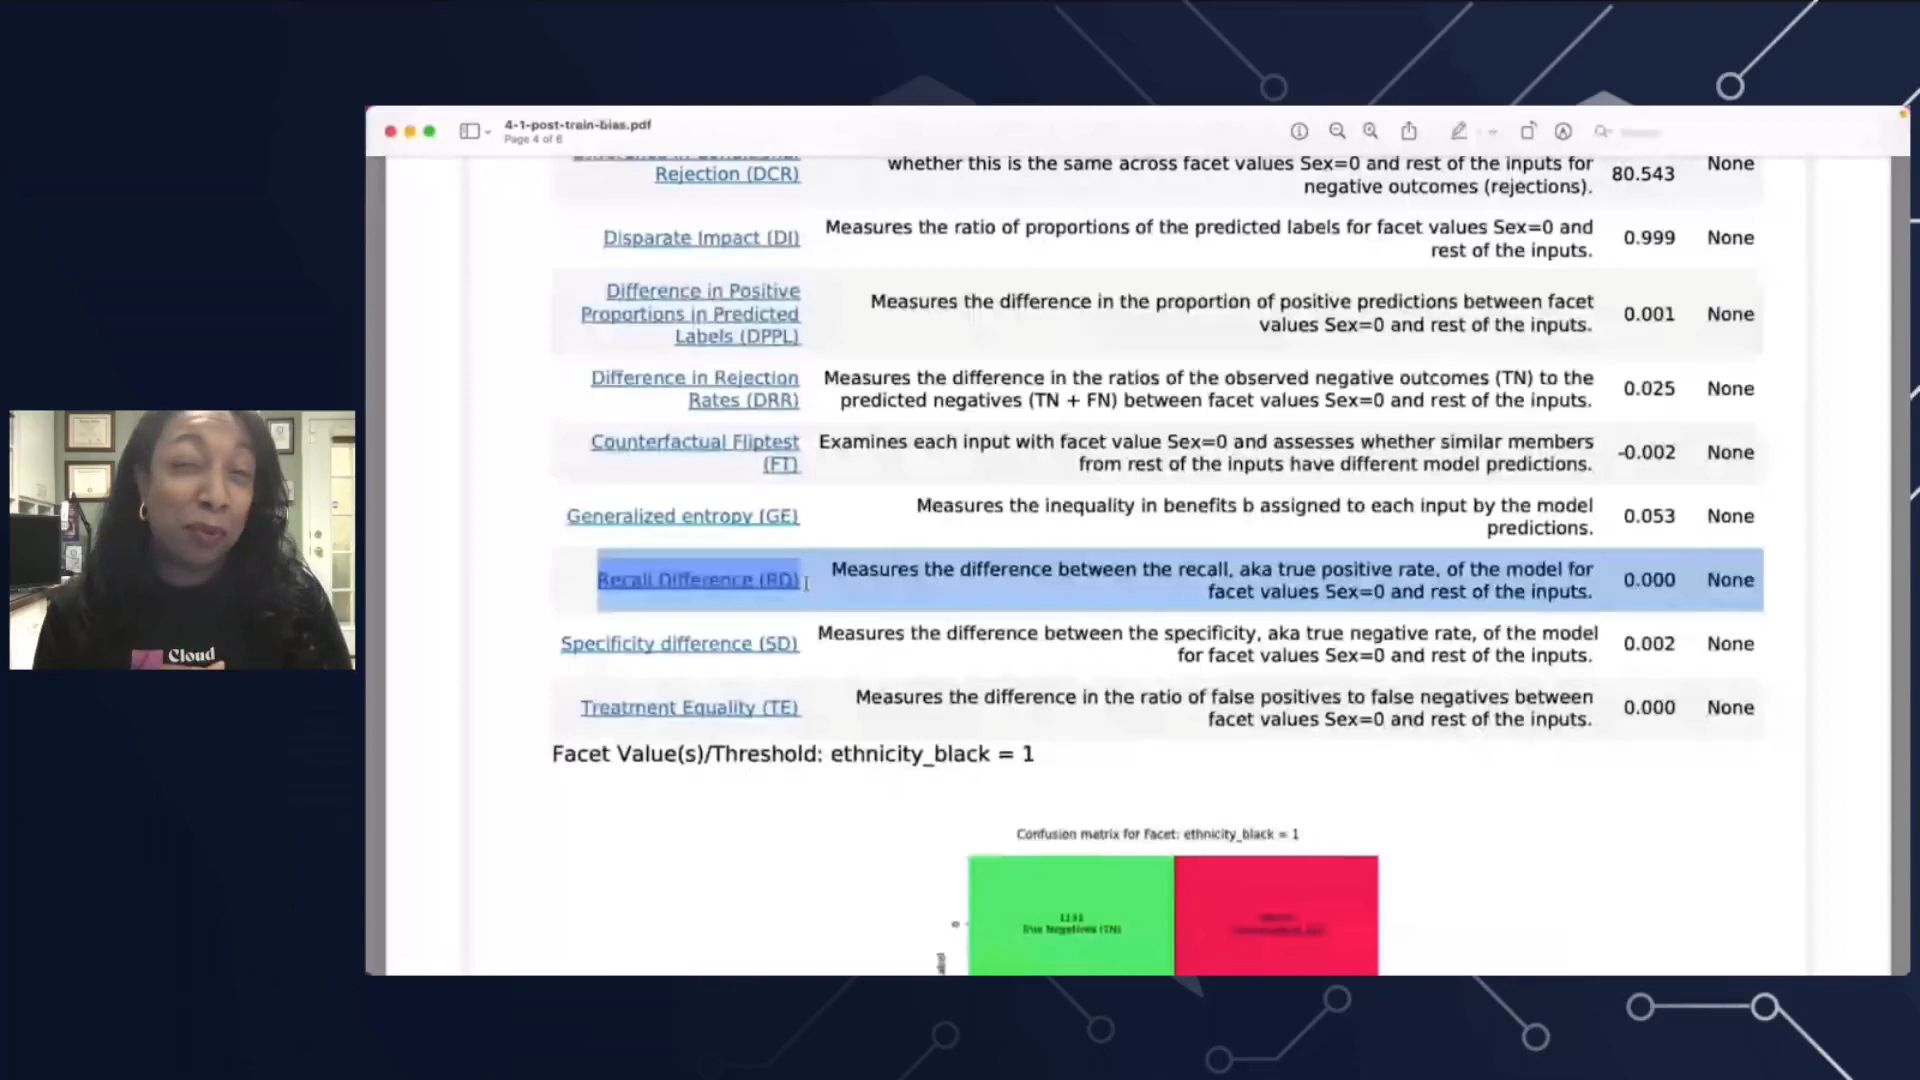 4-1-post-train-bias.pdf
Page 4 of 6
Rejection (DCR)
whether this is the same across facet values Sex=0 and rest of the inputs for
negative outcomes (rejections).
80.543
None
Disparate Impact (DI)
Measures the ratio of proportions of the predicted labels for facet values Sex=0 and
rest of the inputs.
0.999
None
Difference in Positive
Proportions in Predicted
Labels (DPPL)
Measures the difference in the proportion of positive predictions between facet
values Sex=0 and rest of the inputs.
0.001
None
Difference in Rejection
Rates (DRR)
Measures the difference in the ratios of the observed negative outcomes (TN) to the
predicted negatives (TN + FN) between facet values Sex=0 and rest of the inputs.
0.025
None
Counterfactual Fliptest
(FT)
Examines each input with facet value Sex=0 and assesses whether similar members
from rest of the inputs have different model predictions.
-0.002
None
Generalized entropy (GE)
Measures the inequality in benefits b assigned to each input by the model
predictions.
0.053
None
Recall Difference (RD)
Measures the difference between the recall, aka true positive rate, of the model for
facet values Sex=0 and rest of the inputs.
0.000
None
Specificity difference (SD)
Measures the difference between the specificity, aka true negative rate, of the model
for facet values Sex=0 and rest of the inputs.
0.002
None
Treatment Equality (TE)
Measures the difference in the ratio of false positives to false negatives between
facet values Sex=0 and rest of the inputs.
0.000
None
Facet Value(s)/Threshold: ethnicity_black = 1
Confusion matrix for Facet: ethnicity_black = 1
True Negatives (TN)
0
Cloud